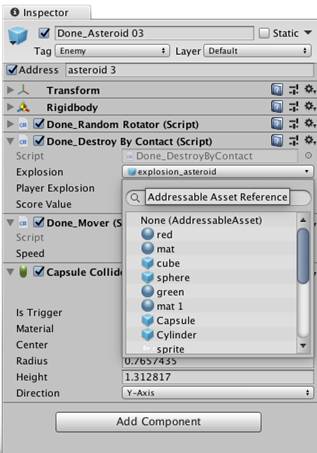 Inspector
Done_Asteroid 03
Static
Tag Enemy Layer Default
Address asteroid 3
Transform
Rigidbody
Done_Random Rotator (Script)
Done_Destroy By Contact (Script)
Script Done_DestroyByContact
Explosion explosion_asteroid
Player Explosion
Addressable Asset Reference
Score Value
None (AddressableAsset)
red
Done_Mover (S
mat
Script
cube
Speed
sphere
Capsule Collid
green
mat 1
Is Trigger
Capsule
Material
Cylinder
Center
sprite
Radius 0.7657435
Height 1.312817
Direction Y-Axis
Add Component